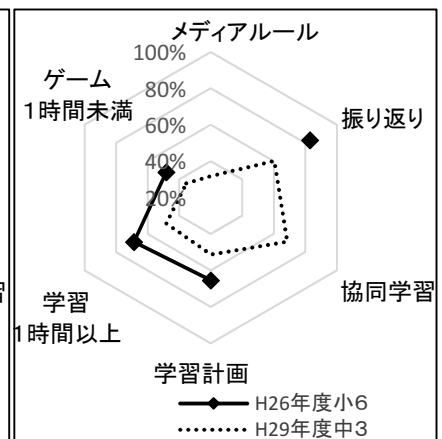 メディアルール
100%
80%
60%
40%
20%
振り返り
協同学習
学習計画
学習
1時間以上
ゲーム
1時間未満
習
H26年度小6
H29年度中3